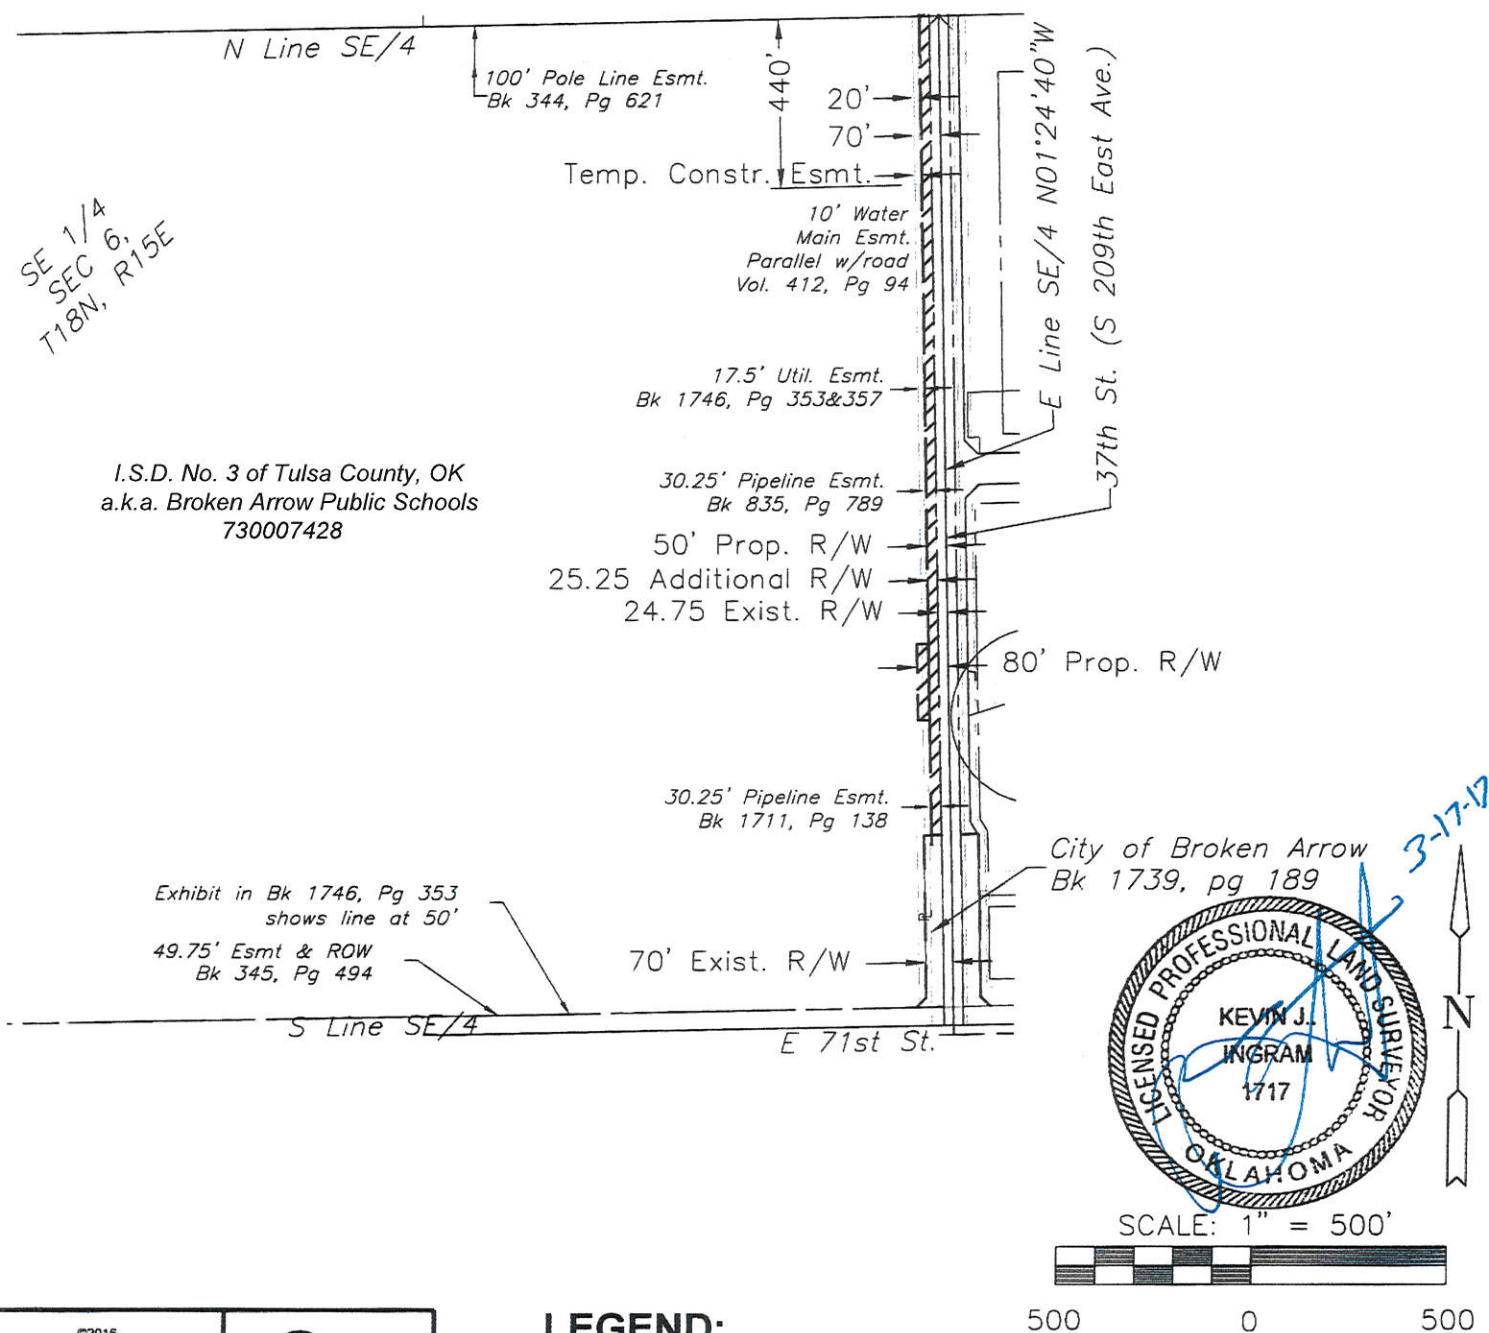 N Line SE/4
100' Pole Line Esmt.
Bk 344, Pg 621
440'
20'
70'
Temp. Constr. Esmt.
E Line SE/4 N01°24'40"W
37th St. (S 209th East Ave.)
SE 1/4
SEC 6,
T18N, R15E
10' Water
Main Esmt.
Parallel w/road
Vol. 412, Pg 94
17.5' Util. Esmt.
Bk 1746, Pg 353&357
I.S.D. No. 3 of Tulsa County, OK
a.k.a. Broken Arrow Public Schools
730007428
30.25' Pipeline Esmt.
Bk 835, Pg 789
50' Prop. R/W
25.25 Additional R/W
24.75 Exist. R/W
80' Prop. R/W
30.25' Pipeline Esmt.
Bk 1711, Pg 138
City of Broken Arrow
Bk 1739, pg 189
3-17-17
Exhibit in Bk 1746, Pg 353
shows line at 50'
49.75' Esmt & ROW
Bk 345, Pg 494
70' Exist. R/W
S Line SE/4
E 71st St.
LICENSED PROFESSIONAL LAND SURVEYOR
KEVIN J.
INGRAM
1717
OKLAHOMA
N
SCALE: 1" = 500'
500 0 500
©2016
LEGEND: